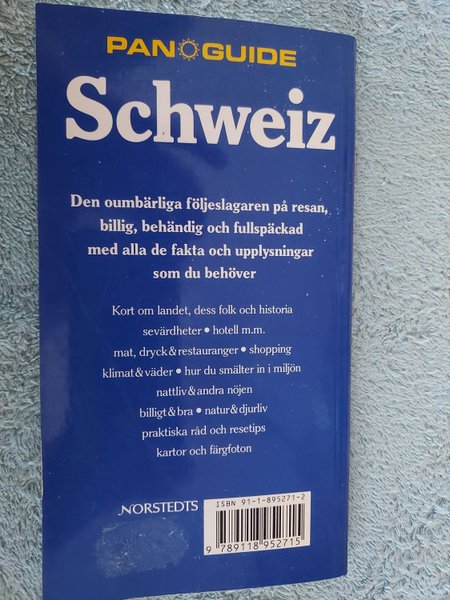 PAN GUIDE
Schweiz
Den oumbärliga följeslagaren på resan,
billig, behändig och fullspäckad
med alla de fakta och upplysningar
som du behöver
Kort om landet, dess folk och historia
sevärdheter • hotell m.m.
mat, dryck & restauranger • shopping
klimat & väder • hur du smälter in i miljön
nattliv & andra nöjen
billigt & bra • natur & djurliv
praktiska råd och resetips
kartor och färgfoton
NORSTEDTS
ISBN 91-1-895271-2
9 789118 952715